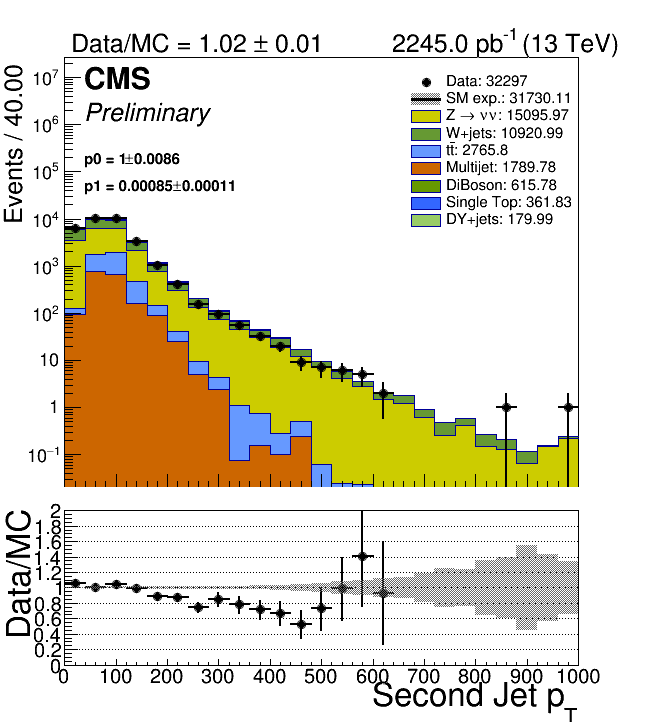 Data/MC = 1.02 ± 0.01 2245.0 pb⁻¹ (13 TeV)
CMS
Preliminary
p0 = 1±0.0086
p1 = 0.00085±0.00011
Data: 32297
SM exp.: 31730.11
Z → νν: 15095.97
W+jets: 10920.99
tt̄: 2765.8
Multijet: 1789.78
DiBoson: 615.78
Single Top: 361.83
DY+jets: 179.99
Events / 40.00
10⁷
10⁶
10⁵
10⁴
10³
10²
10
1
10⁻¹
Data/MC
2
1.8
1.6
1.4
1.2
1
0.8
0.6
0.4
0.2
0
0 100 200 300 400 500 600 700 800 900 1000
Second Jet p_T